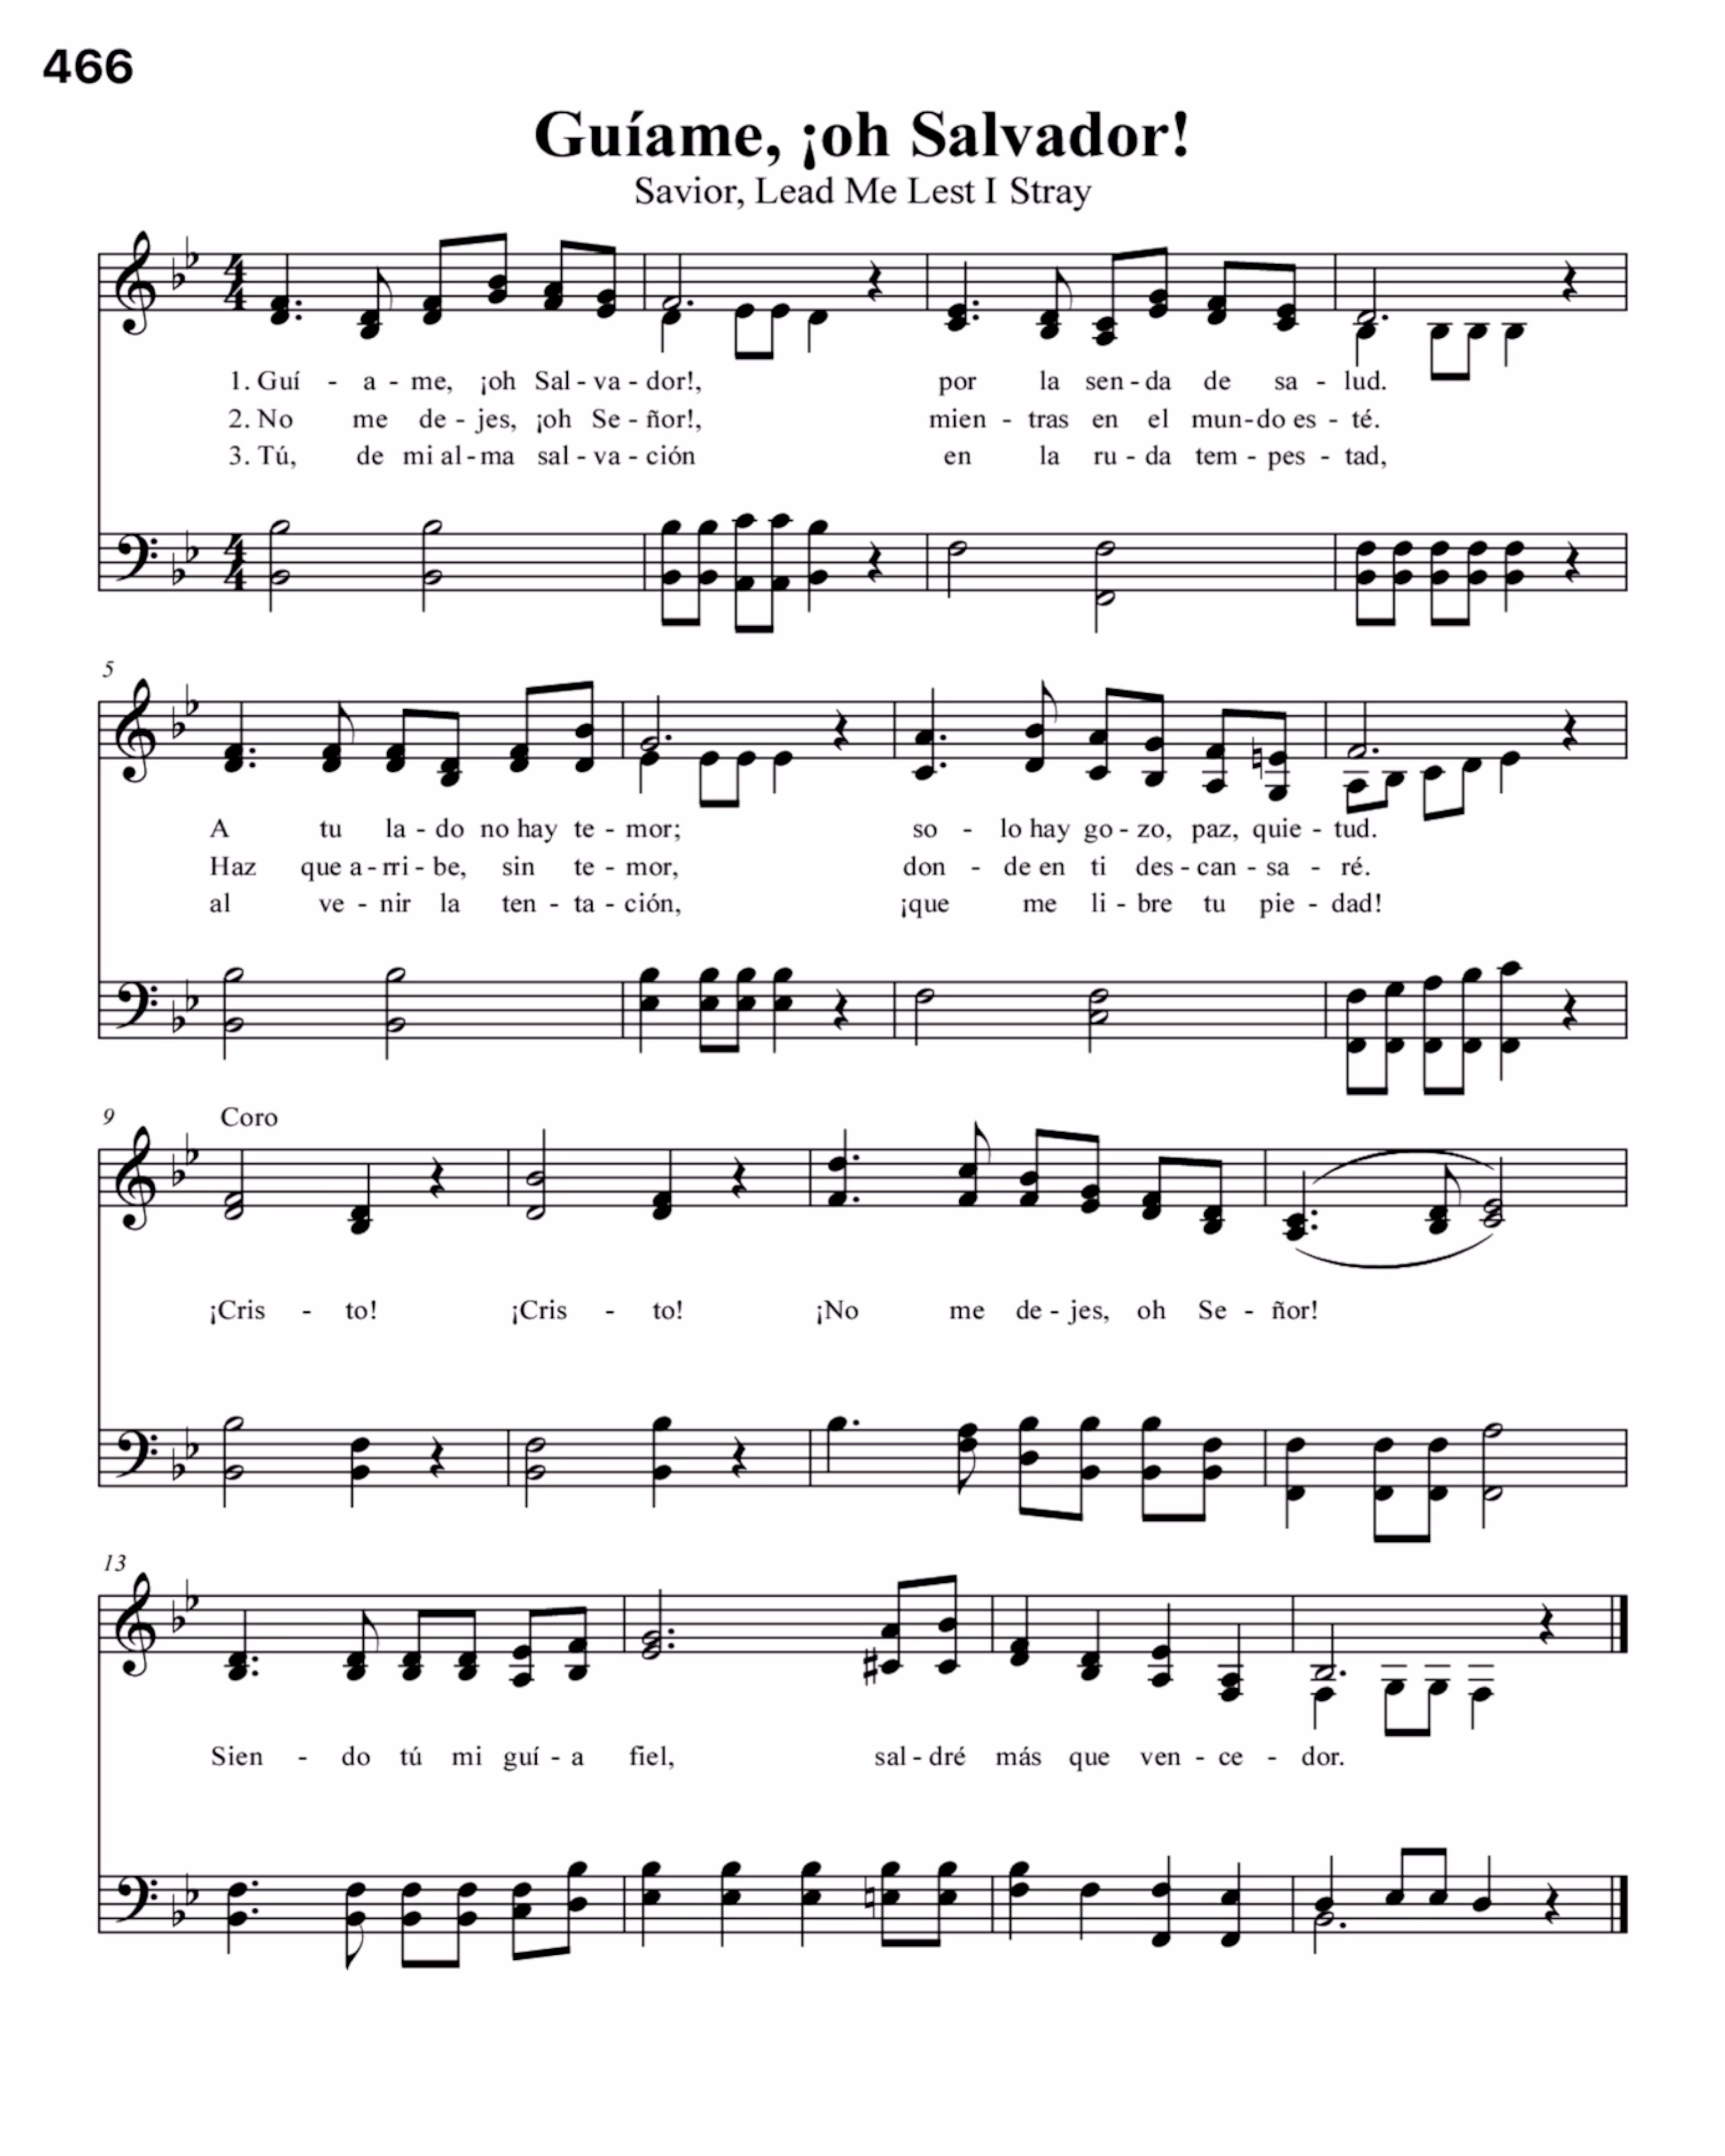 466
Guíame, ¡oh Salvador!
Savior, Lead Me Lest I Stray
1. Guí - a - me, ¡oh Sal - va - dor!, por la sen - da de sa - lud.
2. No me de - jes, ¡oh Se - ñor!, mien - tras en el mun - do es - té.
3. Tú, de mi al - ma sal - va - ción en la ru - da tem - pes - tad,
5
A tu la - do no hay te - mor; so - lo hay go - zo, paz, quie - tud.
Haz que a - rri - be, sin te - mor, don - de en ti des - can - sa - ré.
al ve - nir la ten - ta - ción, ¡que me li - bre tu pie - dad!
9 Coro
¡Cris - to! ¡Cris - to! ¡No me de - jes, oh Se - ñor!
13
Sien - do tú mi guí - a fiel, sal - dré más que ven - ce - dor.